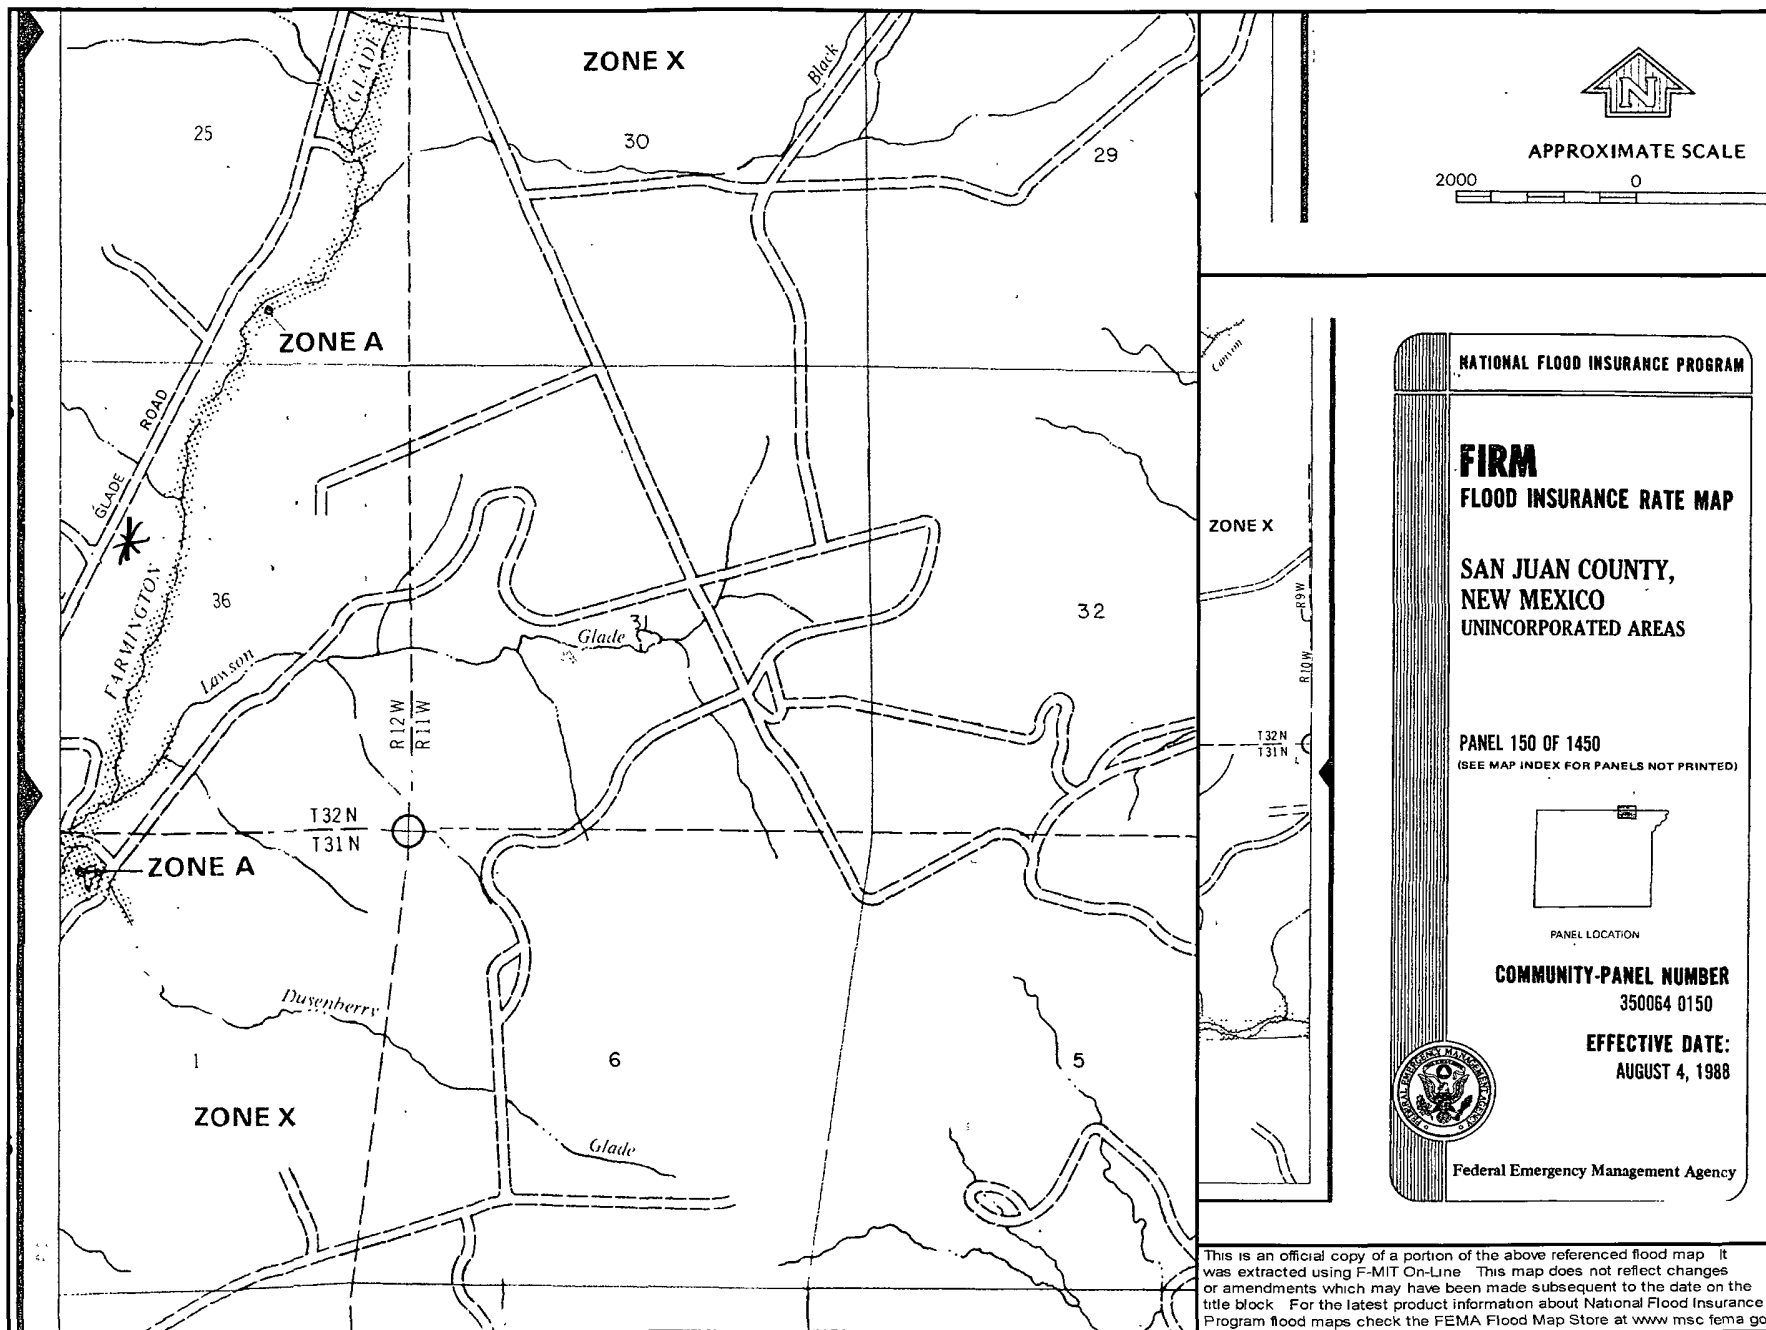 ZONE X
Black
GLADE
25
30
29
ZONE A
GLADE ROAD
36
FARMINGTON
Lawson
Glade
31
32
R12W
R11W
T32N
T31N
ZONE A
Dusenberry
1
6
5
ZONE X
Glade
N
APPROXIMATE SCALE
2000 0
Canyon
ZONE X
R9W
R10W
T32N
T31N
L
NATIONAL FLOOD INSURANCE PROGRAM
FIRM
FLOOD INSURANCE RATE MAP
SAN JUAN COUNTY,
NEW MEXICO
UNINCORPORATED AREAS
PANEL 150 OF 1450
(SEE MAP INDEX FOR PANELS NOT PRINTED)
PANEL LOCATION
COMMUNITY-PANEL NUMBER
350064 0150
EFFECTIVE DATE:
AUGUST 4, 1988
FEDERAL EMERGENCY MANAGEMENT AGENCY
Federal Emergency Management Agency
This is an official copy of a portion of the above referenced flood map It
was extracted using F-MIT On-Line This map does not reflect changes
or amendments which may have been made subsequent to the date on the
title block For the latest product information about National Flood Insurance
Program flood maps check the FEMA Flood Map Store at www msc fema go